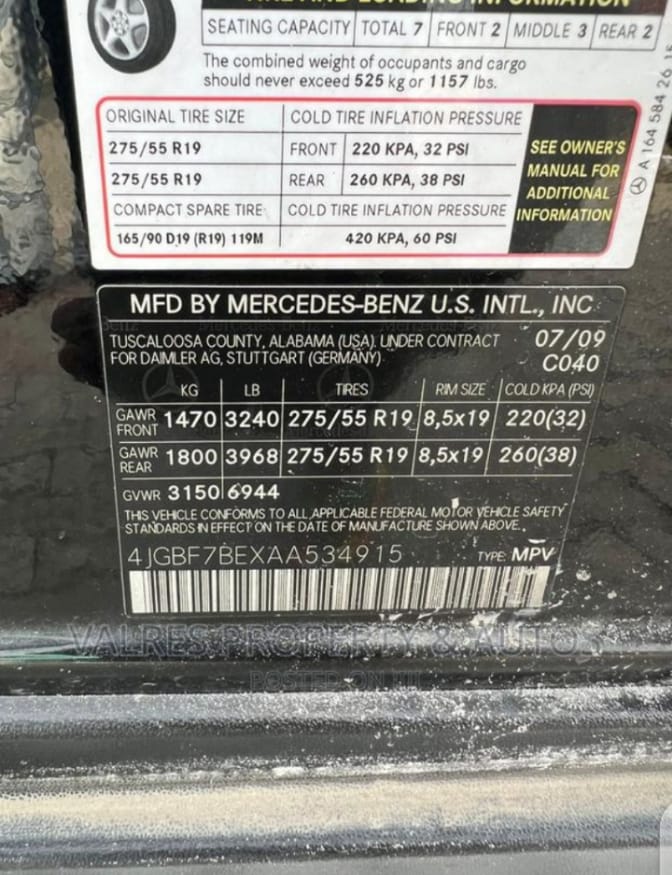 TIRE AND LOADING INFORMATION
SEATING CAPACITY TOTAL 7 FRONT 2 MIDDLE 3 REAR 2
The combined weight of occupants and cargo
should never exceed 525 kg or 1157 lbs.
ORIGINAL TIRE SIZE COLD TIRE INFLATION PRESSURE
275/55 R19 FRONT 220 KPA, 32 PSI
275/55 R19 REAR 260 KPA, 38 PSI
COMPACT SPARE TIRE COLD TIRE INFLATION PRESSURE
165/90 D19 (R19) 119M 420 KPA, 60 PSI
SEE OWNER'S
MANUAL FOR
ADDITIONAL
INFORMATION
A 164 584 26
MFD BY MERCEDES-BENZ U.S. INTL., INC
TUSCALOOSA COUNTY, ALABAMA (USA) UNDER CONTRACT 07/09
FOR DAIMLER AG, STUTTGART (GERMANY) C040
KG LB TIRES RIM SIZE COLD KPA (PSI)
GAWR FRONT 1470 3240 275/55 R19 8,5x19 220(32)
GAWR REAR 1800 3968 275/55 R19 8,5x19 260(38)
GVWR 3150 6944
THIS VEHICLE CONFORMS TO ALL APPLICABLE FEDERAL MOTOR VEHICLE SAFETY
STANDARDS IN EFFECT ON THE DATE OF MANUFACTURE SHOWN ABOVE.
4JGBF7BEXAA534915 TYPE: MPV
VALRES PROPERTY & AUTOS
POSTED ON JIJI